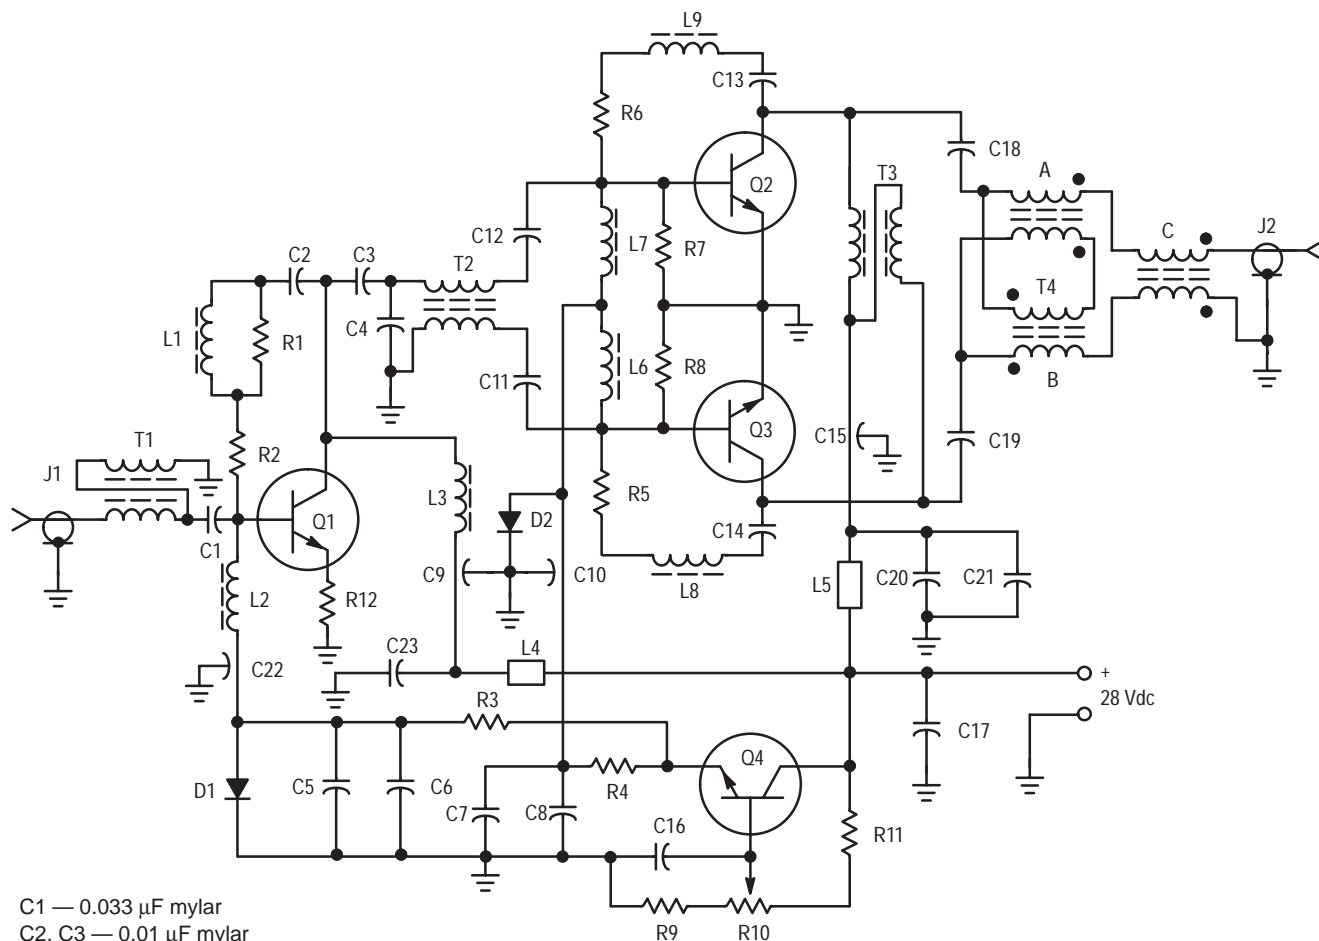 L9
C13
R6
C18
Q2
T3
A
J2
C12
L7
R7
C
C2
C3
T2
T4
C4
L1
R1
L6
R8
B
C11
Q3
C15
C19
T1
R2
J1
L3
R5
D2
C14
Q1
C1
C9
C10
L8
L5
C20
C21
L2
R12
C23
L4
C22
+
28 Vdc
R3
C17
Q4
D1
C5
C6
R4
C7
C8
C16
R11
R9
R10
C1 — 0.033 μF mylar
C2, C3 — 0.01 μF mylar